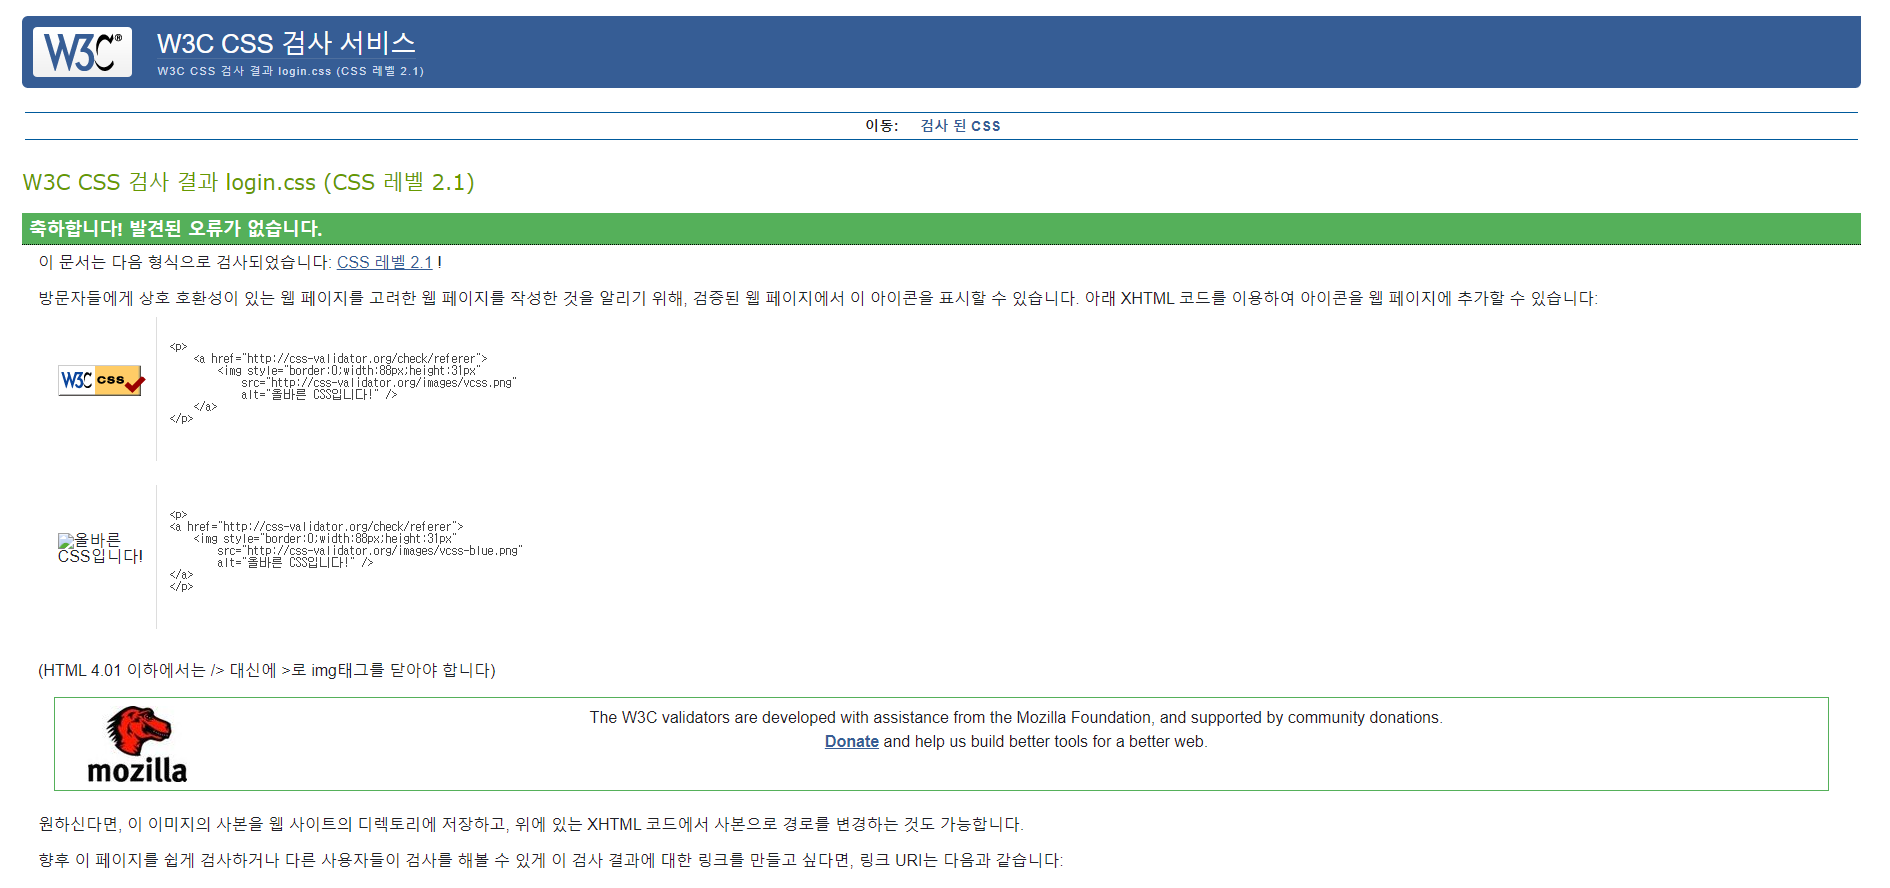 W3C®
W3C CSS 검사 서비스
W3C CSS 검사 결과 login.css (CSS 레벨 2.1)
이동: 검사 된 CSS
W3C CSS 검사 결과 login.css (CSS 레벨 2.1)
축하합니다! 발견된 오류가 없습니다.
이 문서는 다음 형식으로 검사되었습니다: CSS 레벨 2.1 !
방문자들에게 상호 호환성이 있는 웹 페이지를 고려한 웹 페이지를 작성한 것을 알리기 위해, 검증된 웹 페이지에서 이 아이콘을 표시할 수 있습니다. 아래 XHTML 코드를 이용하여 아이콘을 웹 페이지에 추가할 수 있습니다:
W3C css
<p>
<a href="http://css-validator.org/check/referer">
<img style="border:0;width:88px;height:31px"
src="http://css-validator.org/images/vcss.png"
alt="올바른 CSS입니다!" />
</a>
</p>
올바른
CSS입니다!
<p>
<a href="http://css-validator.org/check/referer">
<img style="border:0;width:88px;height:31px"
src="http://css-validator.org/images/vcss-blue.png"
alt="올바른 CSS입니다!" />
</a>
</p>
(HTML 4.01 이하에서는 /> 대신에 >로 img태그를 닫아야 합니다)
mozilla
The W3C validators are developed with assistance from the Mozilla Foundation, and supported by community donations.
Donate and help us build better tools for a better web.
원하신다면, 이 이미지의 사본을 웹 사이트의 디렉토리에 저장하고, 위에 있는 XHTML 코드에서 사본으로 경로를 변경하는 것도 가능합니다.
향후 이 페이지를 쉽게 검사하거나 다른 사용자들이 검사를 해볼 수 있게 이 검사 결과에 대한 링크를 만들고 싶다면, 링크 URI는 다음과 같습니다: